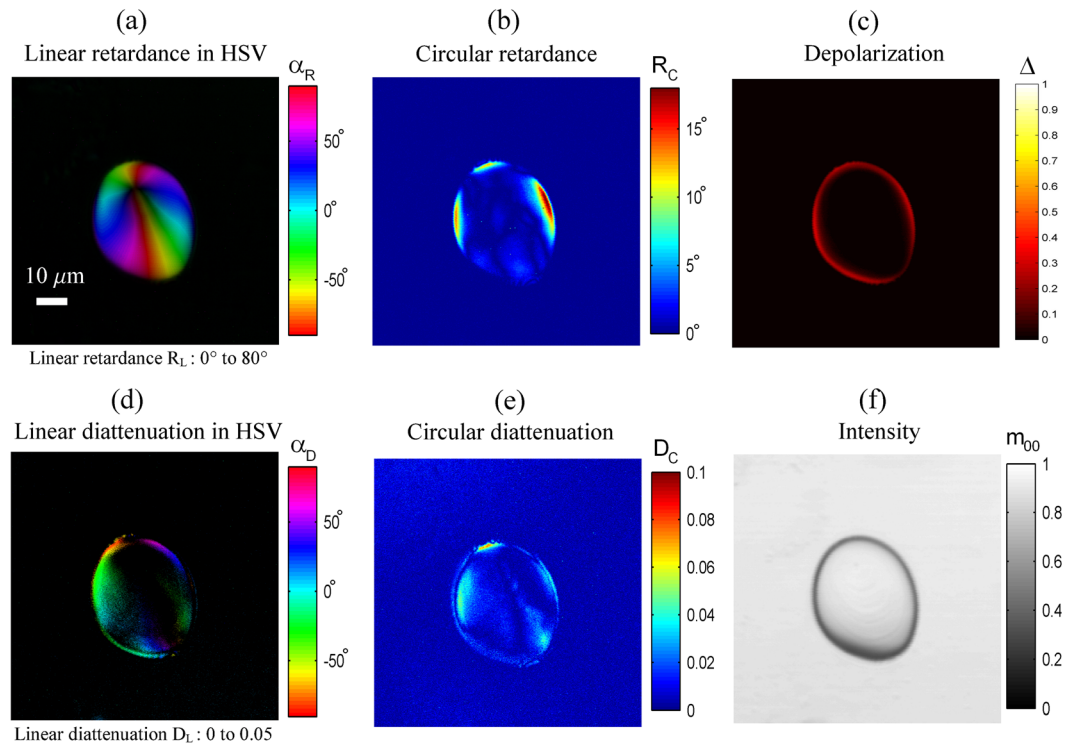 (a)
Linear retardance in HSV
α_R
50°
0°
-50°
10 μm
Linear retardance R_L : 0° to 80°
(b)
Circular retardance
R_C
15°
10°
5°
0°
(c)
Depolarization
Δ
1
0.9
0.8
0.7
0.6
0.5
0.4
0.3
0.2
0.1
0
(d)
Linear diattenuation in HSV
α_D
50°
0°
-50°
Linear diattenuation D_L : 0 to 0.05
(e)
Circular diattenuation
D_C
0.1
0.08
0.06
0.04
0.02
0
(f)
Intensity
m_00
1
0.8
0.6
0.4
0.2
0